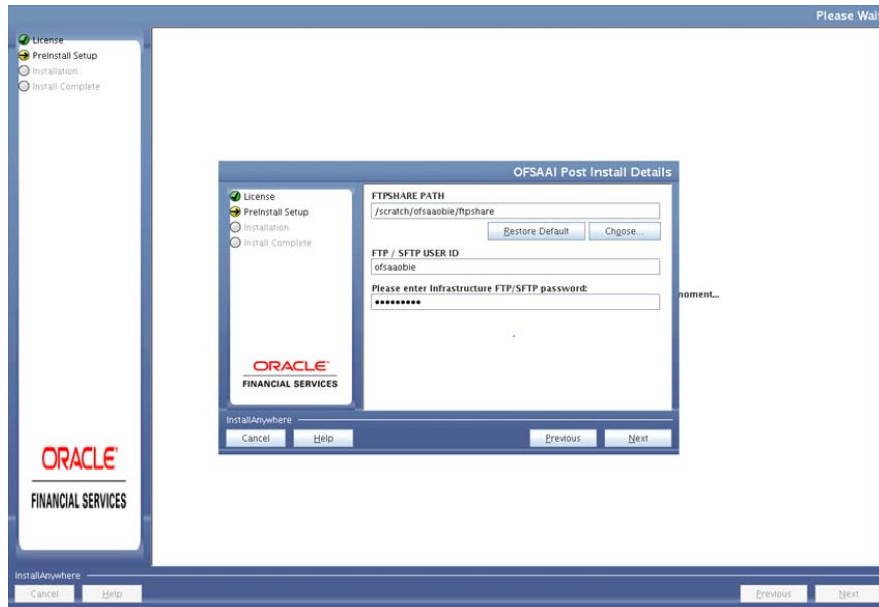 Please Wai
License
PreInstall Setup
Installation...
Install Complete
OFSAAI Post Install Details
License
PreInstall Setup
Installation...
Install Complete
FTPSHARE PATH
/scratch/ofsaaobie/ftpshare
Restore Default
Choose...
FTP / SFTP USER ID
ofsaaobie
Please enter Infrastructure FTP/SFTP password:
•••••••••
noment...
ORACLE
FINANCIAL SERVICES
InstallAnywhere
Cancel
Help
Previous
Next
ORACLE
FINANCIAL SERVICES
InstallAnywhere
Cancel
Help
Previous
Next